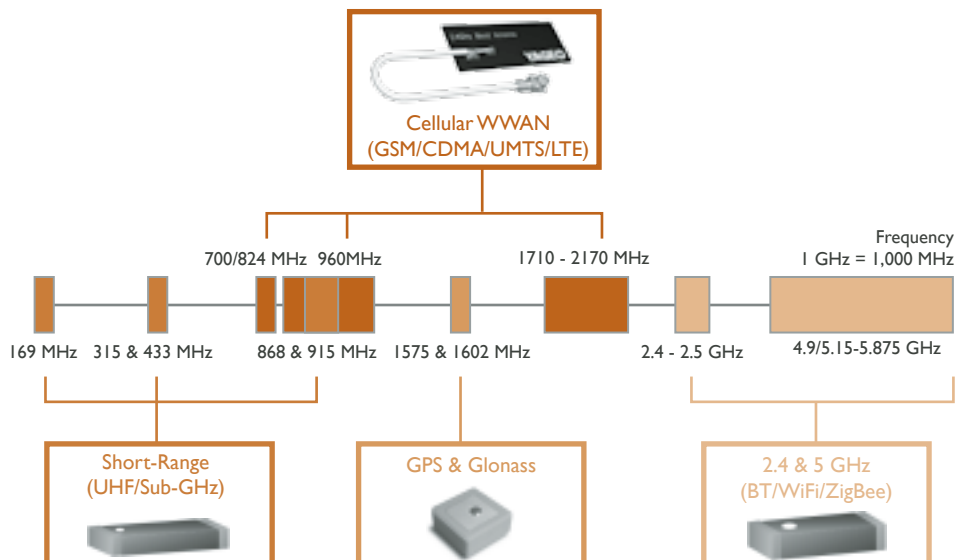 YAGEO
Cellular WWAN
(GSM/CDMA/UMTS/LTE)
700/824 MHz 960MHz
1710 - 2170 MHz
Frequency
1 GHz = 1,000 MHz
169 MHz
315 & 433 MHz
868 & 915 MHz
1575 & 1602 MHz
2.4 - 2.5 GHz
4.9/5.15-5.875 GHz
Short-Range
(UHF/Sub-GHz)
GPS & Glonass
2.4 & 5 GHz
(BT/WiFi/ZigBee)